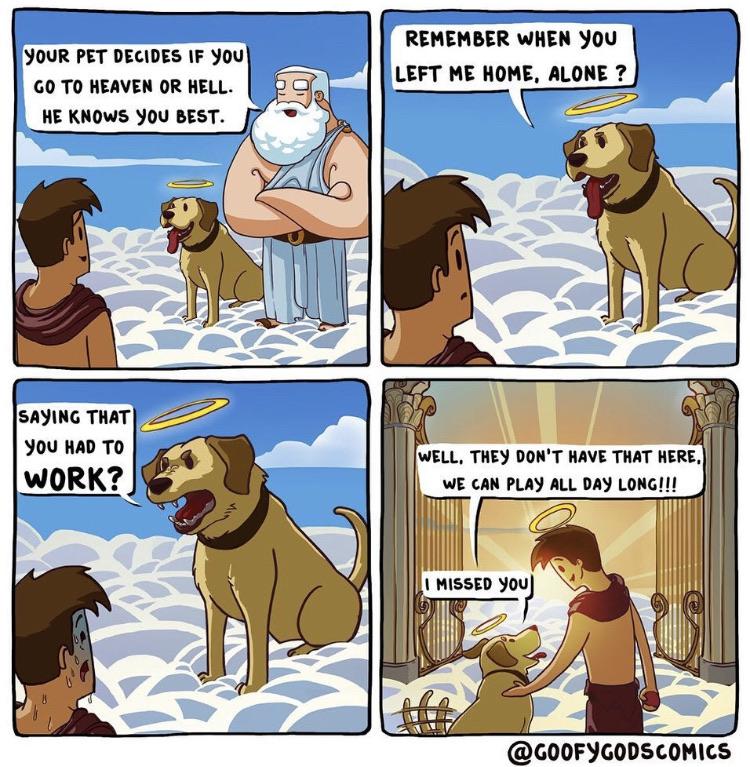 YOUR PET DECIDES IF YOU
GO TO HEAVEN OR HELL.
HE KNOWS YOU BEST.
REMEMBER WHEN YOU
LEFT ME HOME, ALONE ?
SAYING THAT
YOU HAD TO
WORK?
WELL, THEY DON'T HAVE THAT HERE,
WE CAN PLAY ALL DAY LONG!!!
I MISSED YOU
@GOOFYGODSCOMICS